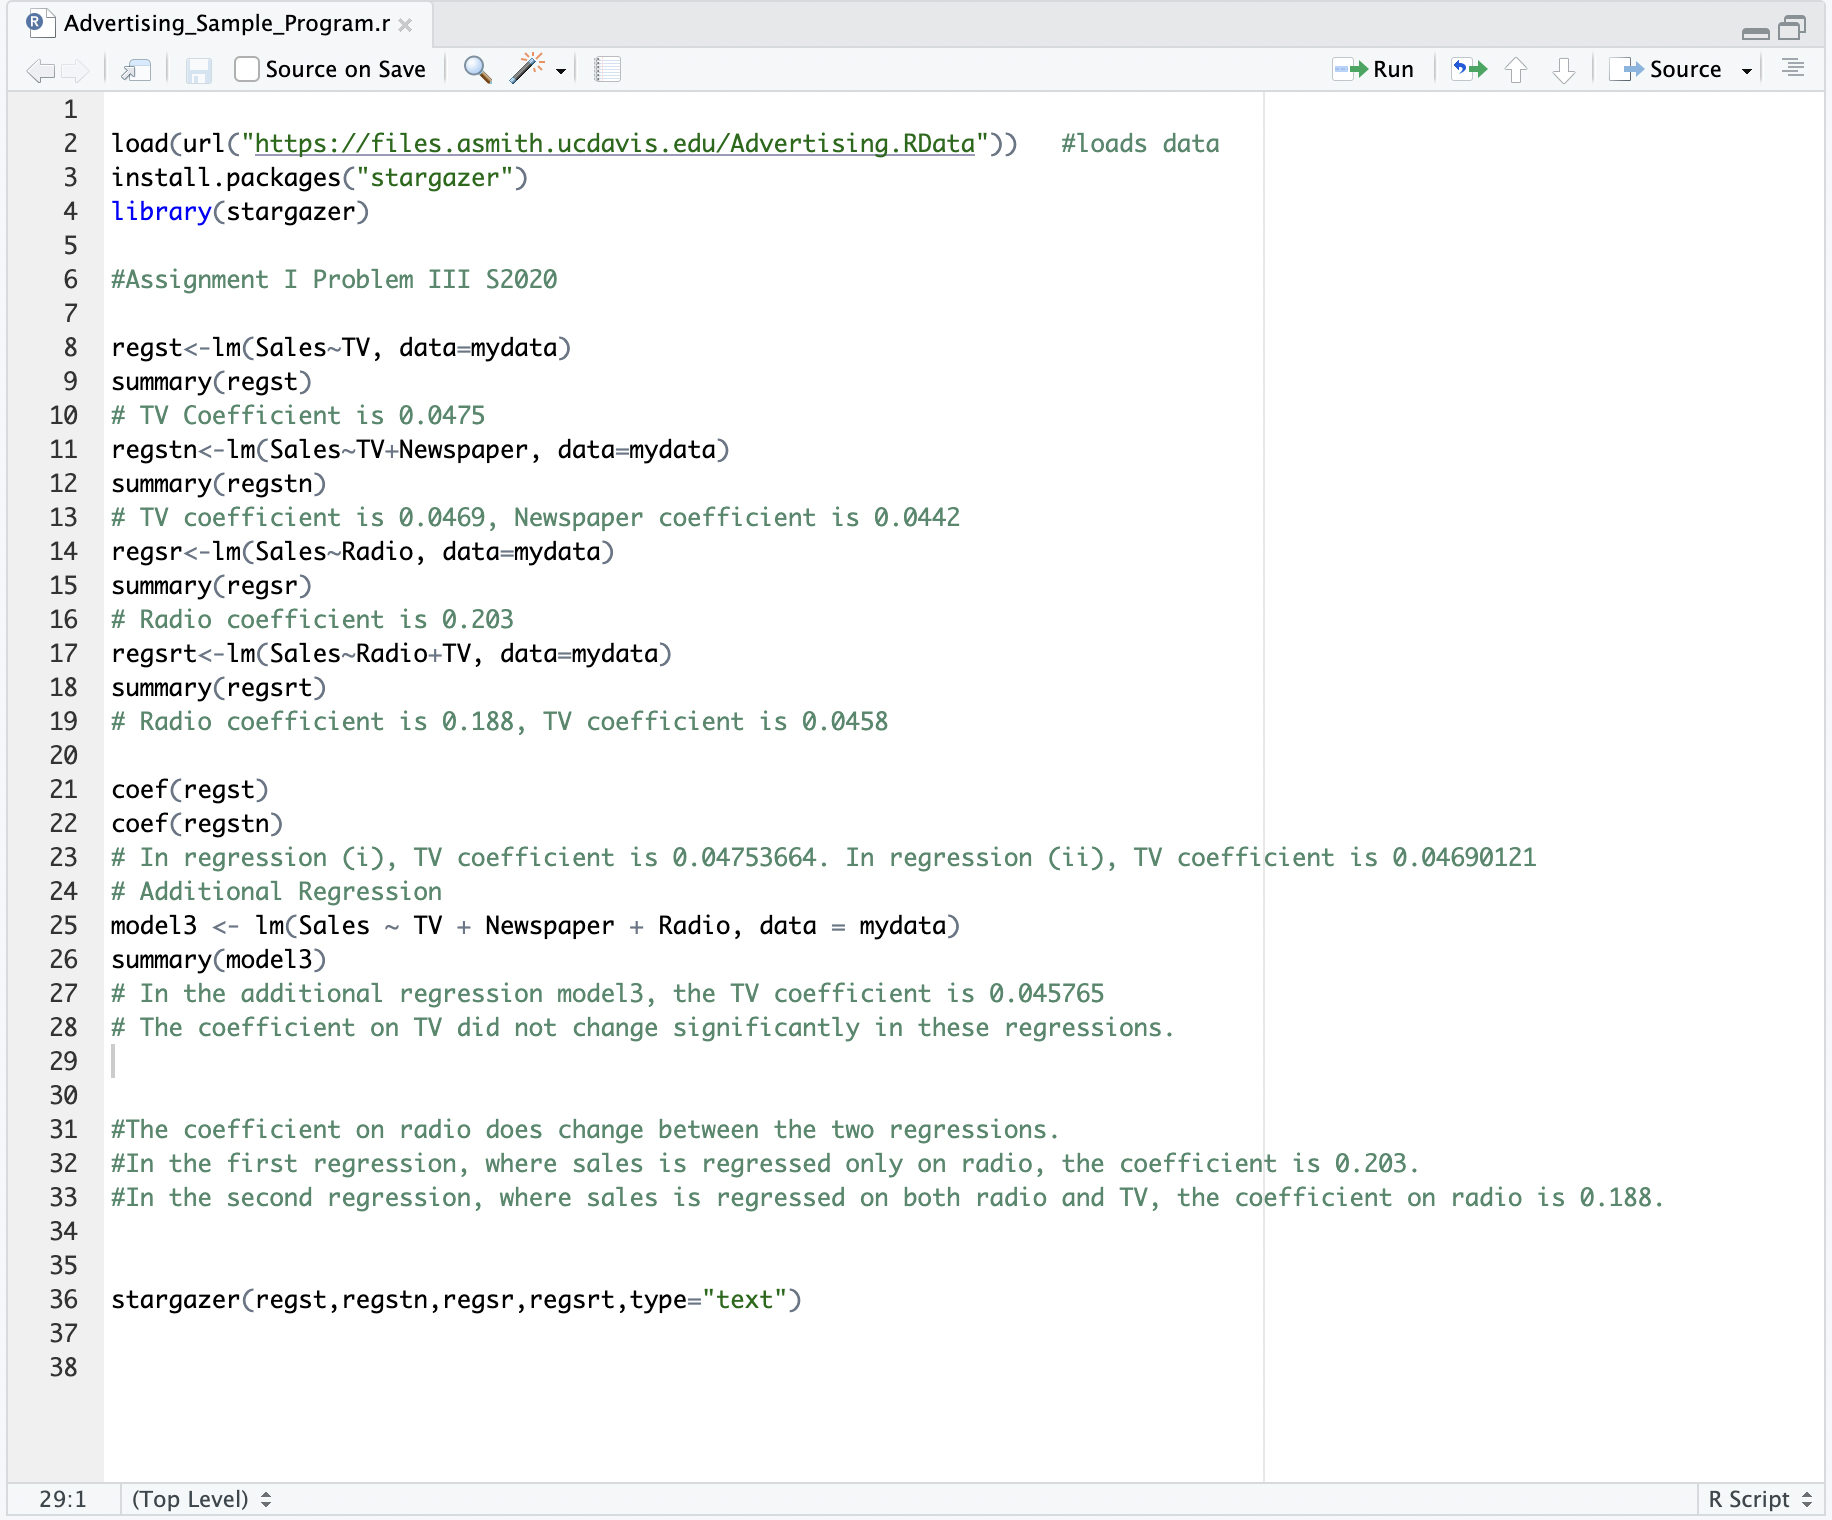 Advertising_Sample_Program.r
Source on Save
Run
Source
1
2 load(url("https://files.asmith.ucdavis.edu/Advertising.RData"))   #loads data
3 install.packages("stargazer")
4 library(stargazer)
5
6 #Assignment I Problem III S2020
7
8 regst<-lm(Sales~TV, data=mydata)
9 summary(regst)
10 # TV Coefficient is 0.0475
11 regstn<-lm(Sales~TV+Newspaper, data=mydata)
12 summary(regstn)
13 # TV coefficient is 0.0469, Newspaper coefficient is 0.0442
14 regsr<-lm(Sales~Radio, data=mydata)
15 summary(regsr)
16 # Radio coefficient is 0.203
17 regsrt<-lm(Sales~Radio+TV, data=mydata)
18 summary(regsrt)
19 # Radio coefficient is 0.188, TV coefficient is 0.0458
20
21 coef(regst)
22 coef(regstn)
23 # In regression (i), TV coefficient is 0.04753664. In regression (ii), TV coefficient is 0.04690121
24 # Additional Regression
25 model3 <- lm(Sales ~ TV + Newspaper + Radio, data = mydata)
26 summary(model3)
27 # In the additional regression model3, the TV coefficient is 0.045765
28 # The coefficient on TV did not change significantly in these regressions.
29
30
31 #The coefficient on radio does change between the two regressions.
32 #In the first regression, where sales is regressed only on radio, the coefficient is 0.203.
33 #In the second regression, where sales is regressed on both radio and TV, the coefficient on radio is 0.188.
34
35
36 stargazer(regst,regstn,regsr,regsrt,type="text")
37
38
29:1 (Top Level) R Script